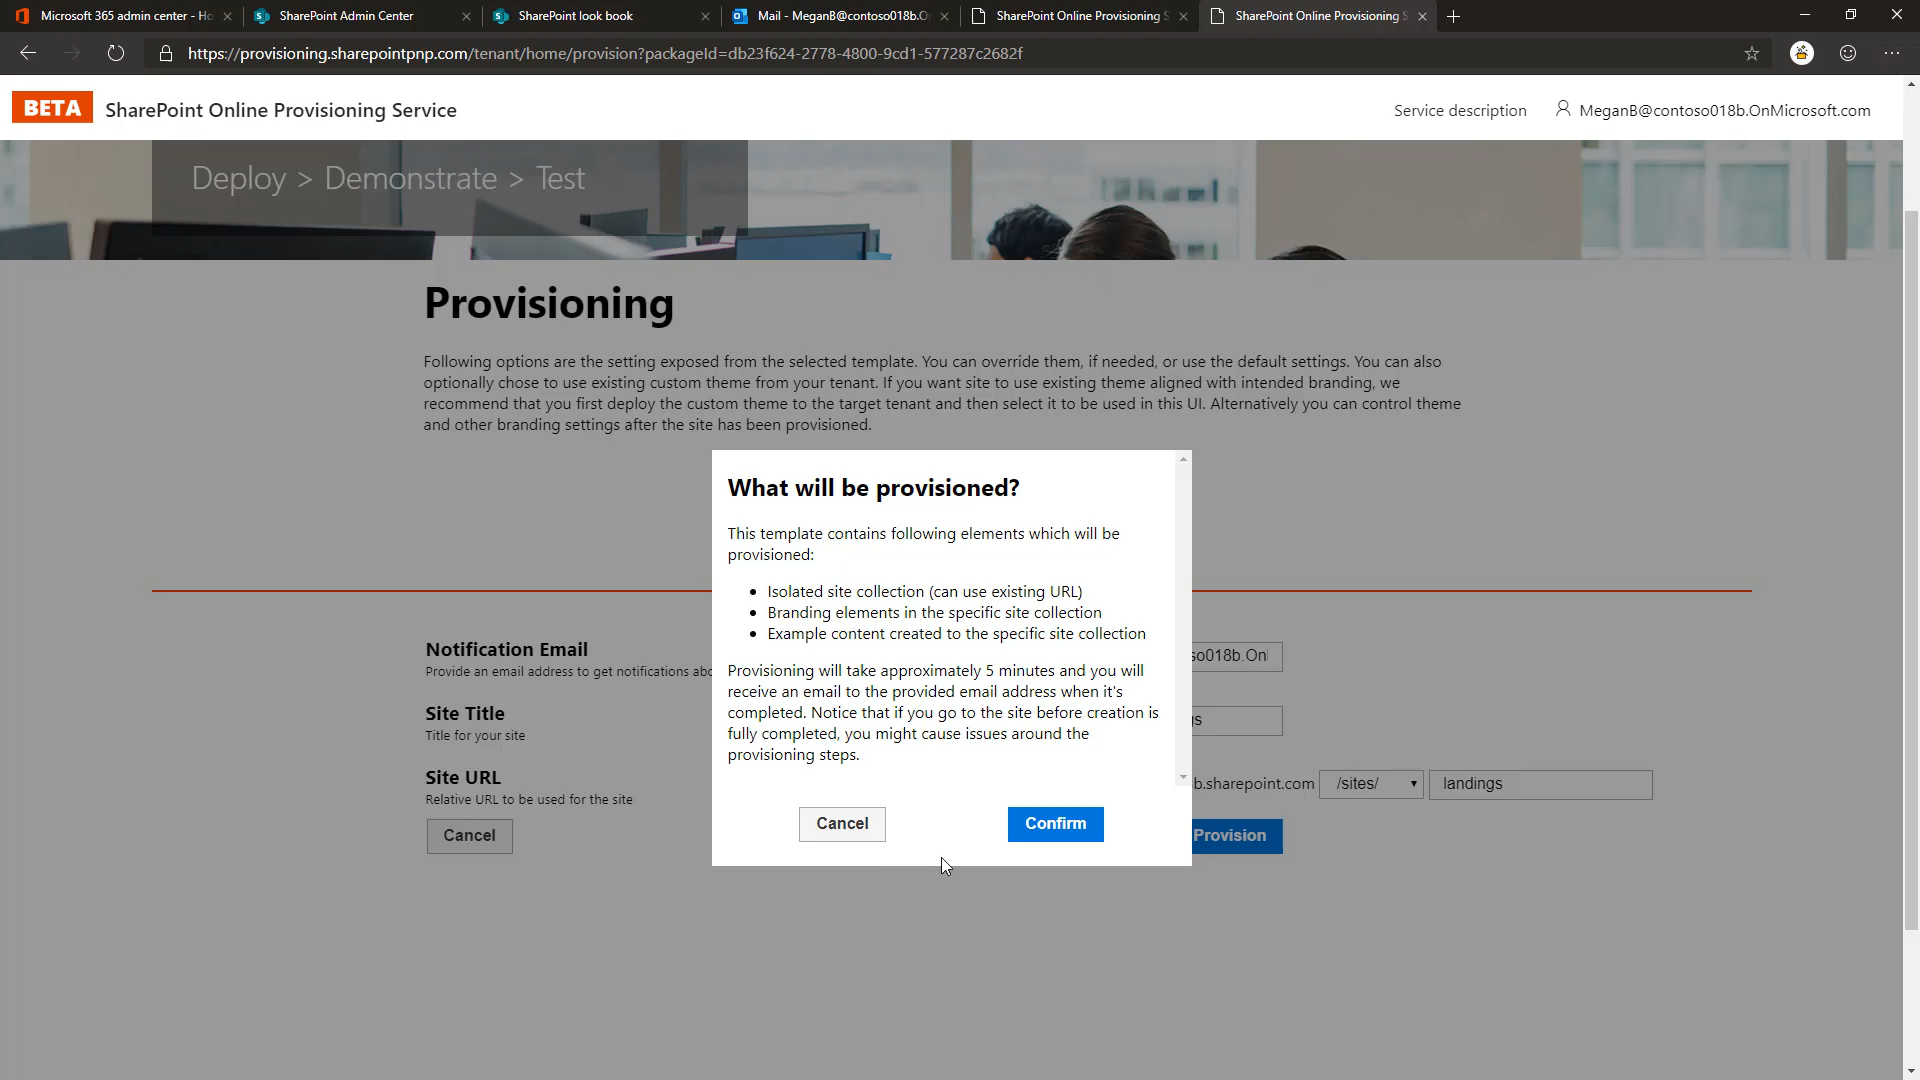 Microsoft 365 admin center - Ho
SharePoint Admin Center
SharePoint look book
Mail - MeganB@contoso018b.O
SharePoint Online Provisioning S
SharePoint Online Provisioning S
https://provisioning.sharepointpnp.com/tenant/home/provision?packageId=db23f624-2778-4800-9cd1-577287c2682f
BETA SharePoint Online Provisioning Service
Service description
MeganB@contoso018b.OnMicrosoft.com
Deploy > Demonstrate > Test
Provisioning
Following options are the setting exposed from the selected template. You can override them, if needed, or use the default settings. You can also
optionally chose to use existing custom theme from your tenant. If you want site to use existing theme aligned with intended branding, we
recommend that you first deploy the custom theme to the target tenant and then select it to be used in this UI. Alternatively you can control theme
and other branding settings after the site has been provisioned.
What will be provisioned?
This template contains following elements which will be
provisioned:
• Isolated site collection (can use existing URL)
• Branding elements in the specific site collection
• Example content created to the specific site collection
Provisioning will take approximately 5 minutes and you will
receive an email to the provided email address when it's
completed. Notice that if you go to the site before creation is
fully completed, you might cause issues around the
provisioning steps.
Cancel
Confirm
Notification Email
Provide an email address to get notifications abo
so018b.On
Site Title
Title for your site
gs
Site URL
Relative URL to be used for the site
b.sharepoint.com
/sites/
landings
Cancel
Provision